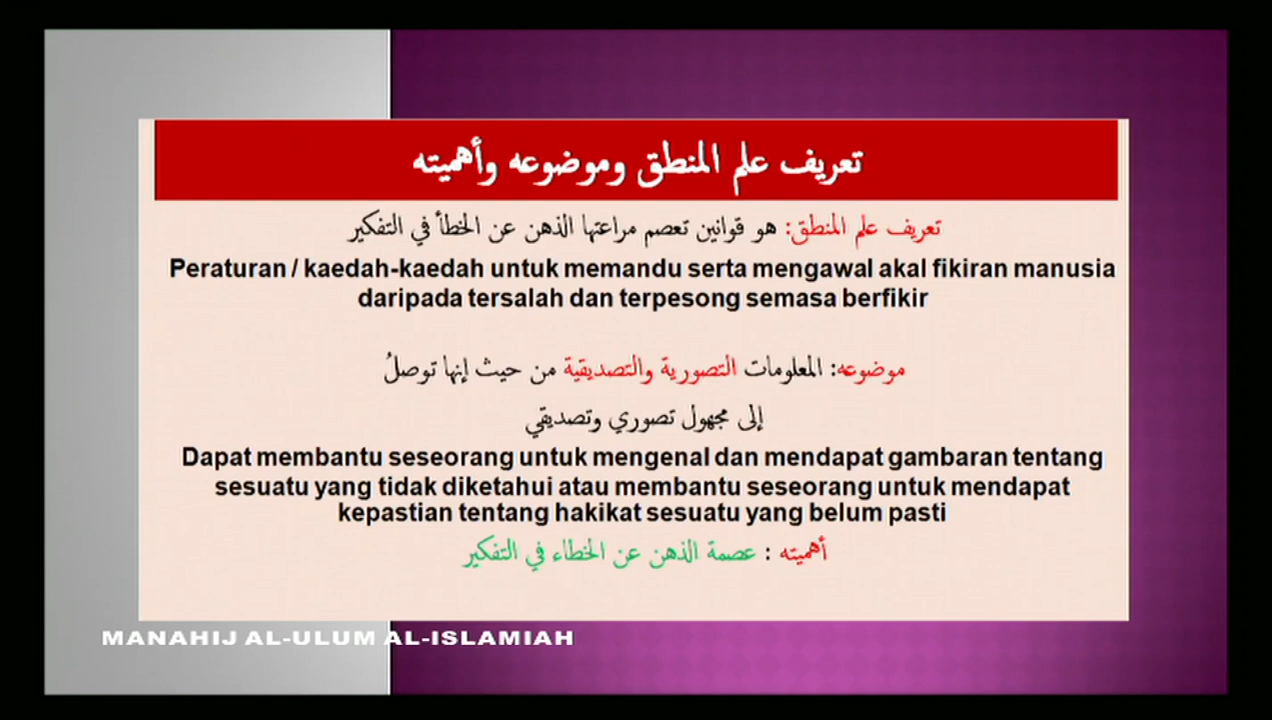 تعريف علم المنطق وموضوعه وأهميته
تعريف علم المنطق: هو قوانين تعصم مراعتها الذهن عن الخطأ في التفكير
Peraturan / kaedah-kaedah untuk memandu serta mengawal akal fikiran manusia
daripada tersalah dan terpesong semasa berfikir
موضوعه: المعلومات التصورية والتصديقية من حيث إنها توصلُ
إلى مجهول تصوري وتصديقي
Dapat membantu seseorang untuk mengenal dan mendapat gambaran tentang
sesuatu yang tidak diketahui atau membantu seseorang untuk mendapat
kepastian tentang hakikat sesuatu yang belum pasti
أهميته : عصمة الذهن عن الخطاء في التفكير
MANAHIJ AL-ULUM AL-ISLAMIAH